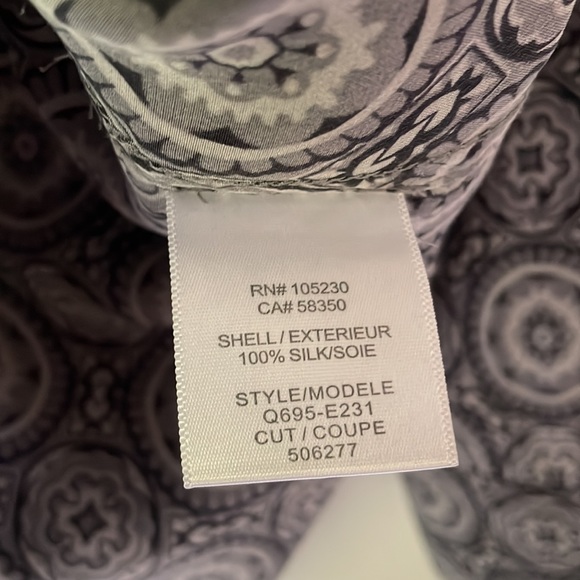 RN# 105230
CA# 58350
SHELL / EXTERIEUR
100% SILK/SOIE
STYLE/MODELE
Q695-E231
CUT / COUPE
506277